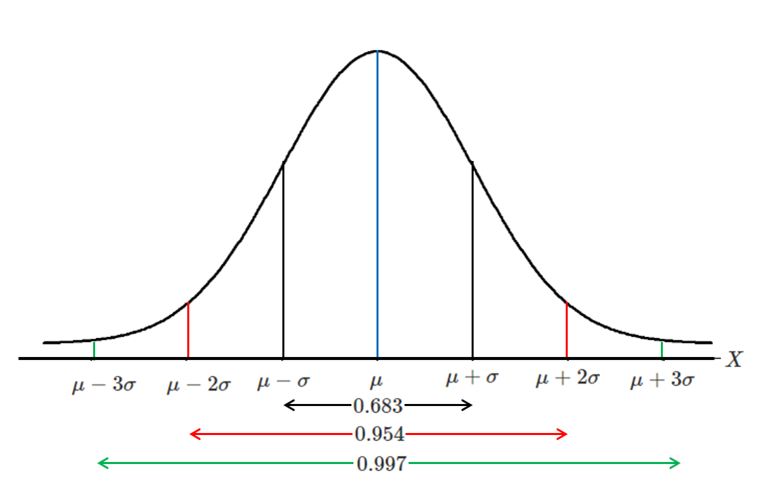 X
μ − 3σ μ − 2σ μ − σ μ μ + σ μ + 2σ μ + 3σ
0.683
0.954
0.997